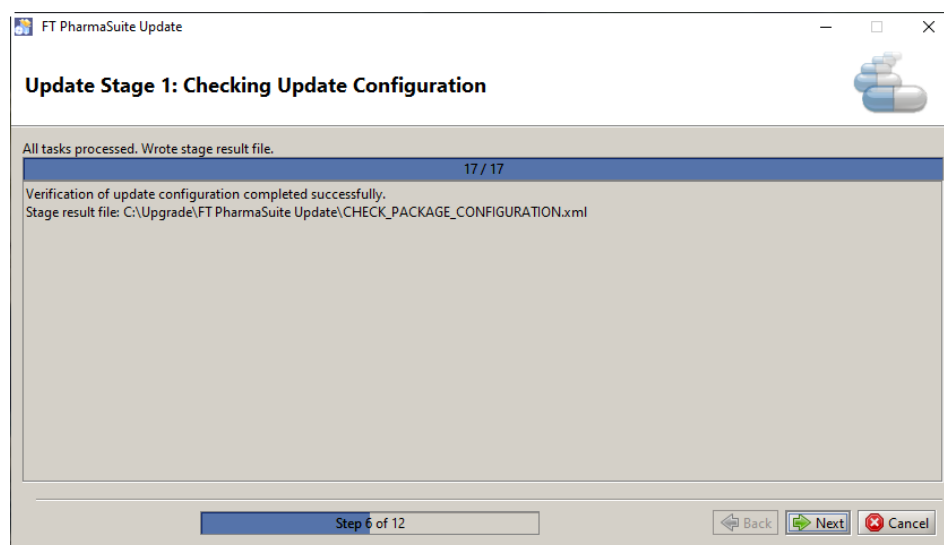 FT PharmaSuite Update
Update Stage 1: Checking Update Configuration
All tasks processed. Wrote stage result file.
17 / 17
Verification of update configuration completed successfully.
Stage result file: C:\Upgrade\FT PharmaSuite Update\CHECK_PACKAGE_CONFIGURATION.xml
Step 6 of 12
Back Next Cancel